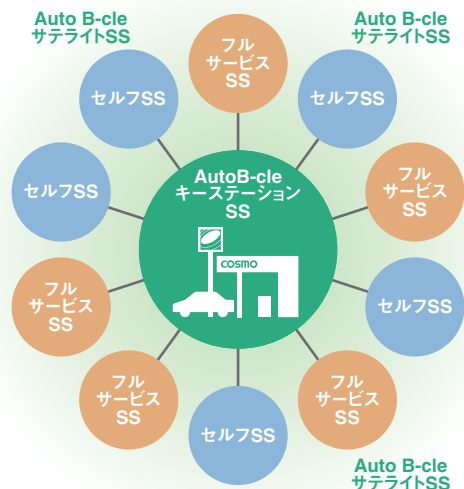 Auto B-cle
サテライトSS
Auto B-cle
サテライトSS
フル
サービス
SS
セルフSS
セルフSS
セルフSS
フル
サービス
SS
AutoB-cle
キーステーション
SS
COSMO
フル
サービス
SS
セルフSS
フル
サービス
SS
フル
サービス
SS
セルフSS
Auto B-cle
サテライトSS